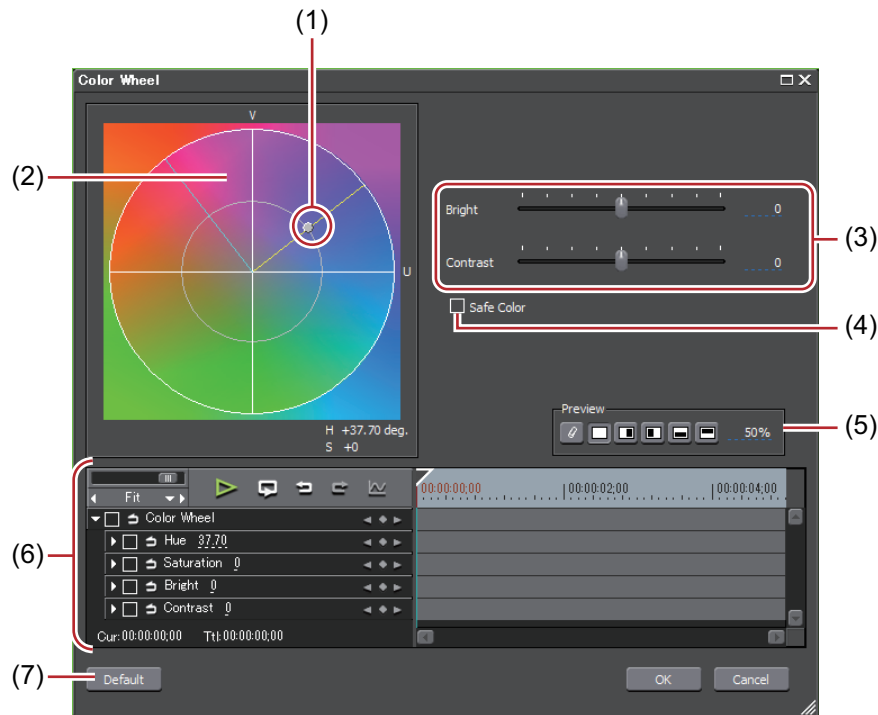 (1)
Color Wheel
V
(2)
U
Bright 0
(3)
Contrast 0
Safe Color
(4)
H +37.70 deg.
S +0
Preview
50%
(5)
Fit
00:00:00;00 00:00:02;00 00:00:04;00
Color Wheel
Hue 37.70
(6)
Saturation 0
Bright 0
Contrast 0
Cur:00:00:00;00 Ttl:00:00:00;00
(7)
Default OK Cancel